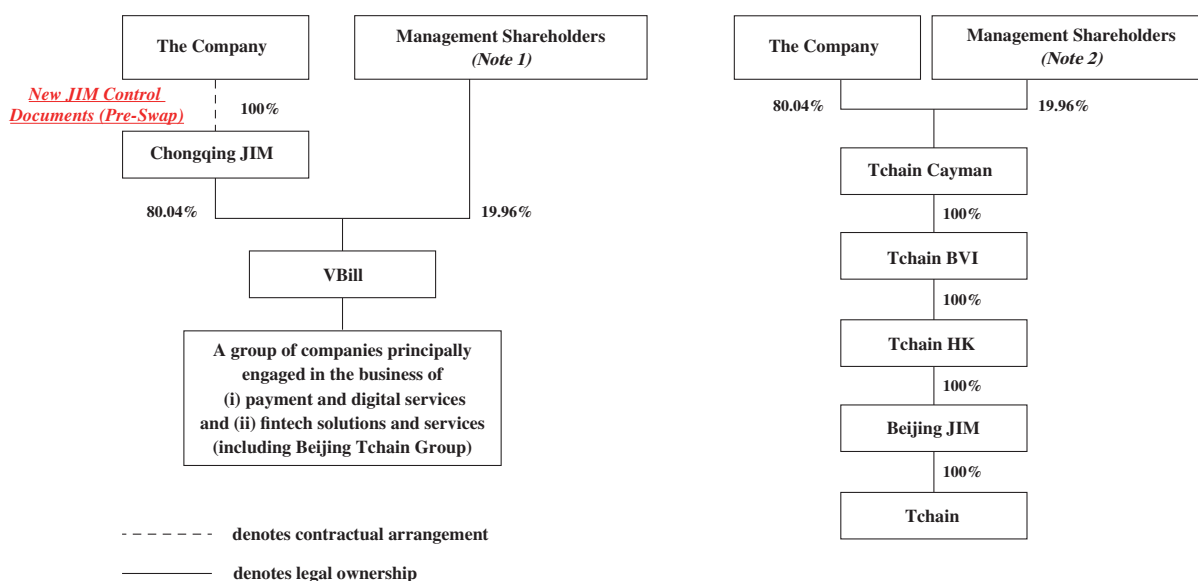 The Company
Management Shareholders
(Note 1)
New JIM Control
Documents (Pre-Swap)
100%
Chongqing JIM
80.04%
19.96%
VBill
A group of companies principally
engaged in the business of
(i) payment and digital services
and (ii) fintech solutions and services
(including Beijing Tchain Group)
The Company
Management Shareholders
(Note 2)
80.04%
19.96%
Tchain Cayman
100%
Tchain BVI
100%
Tchain HK
100%
Beijing JIM
100%
Tchain
denotes contractual arrangement
denotes legal ownership